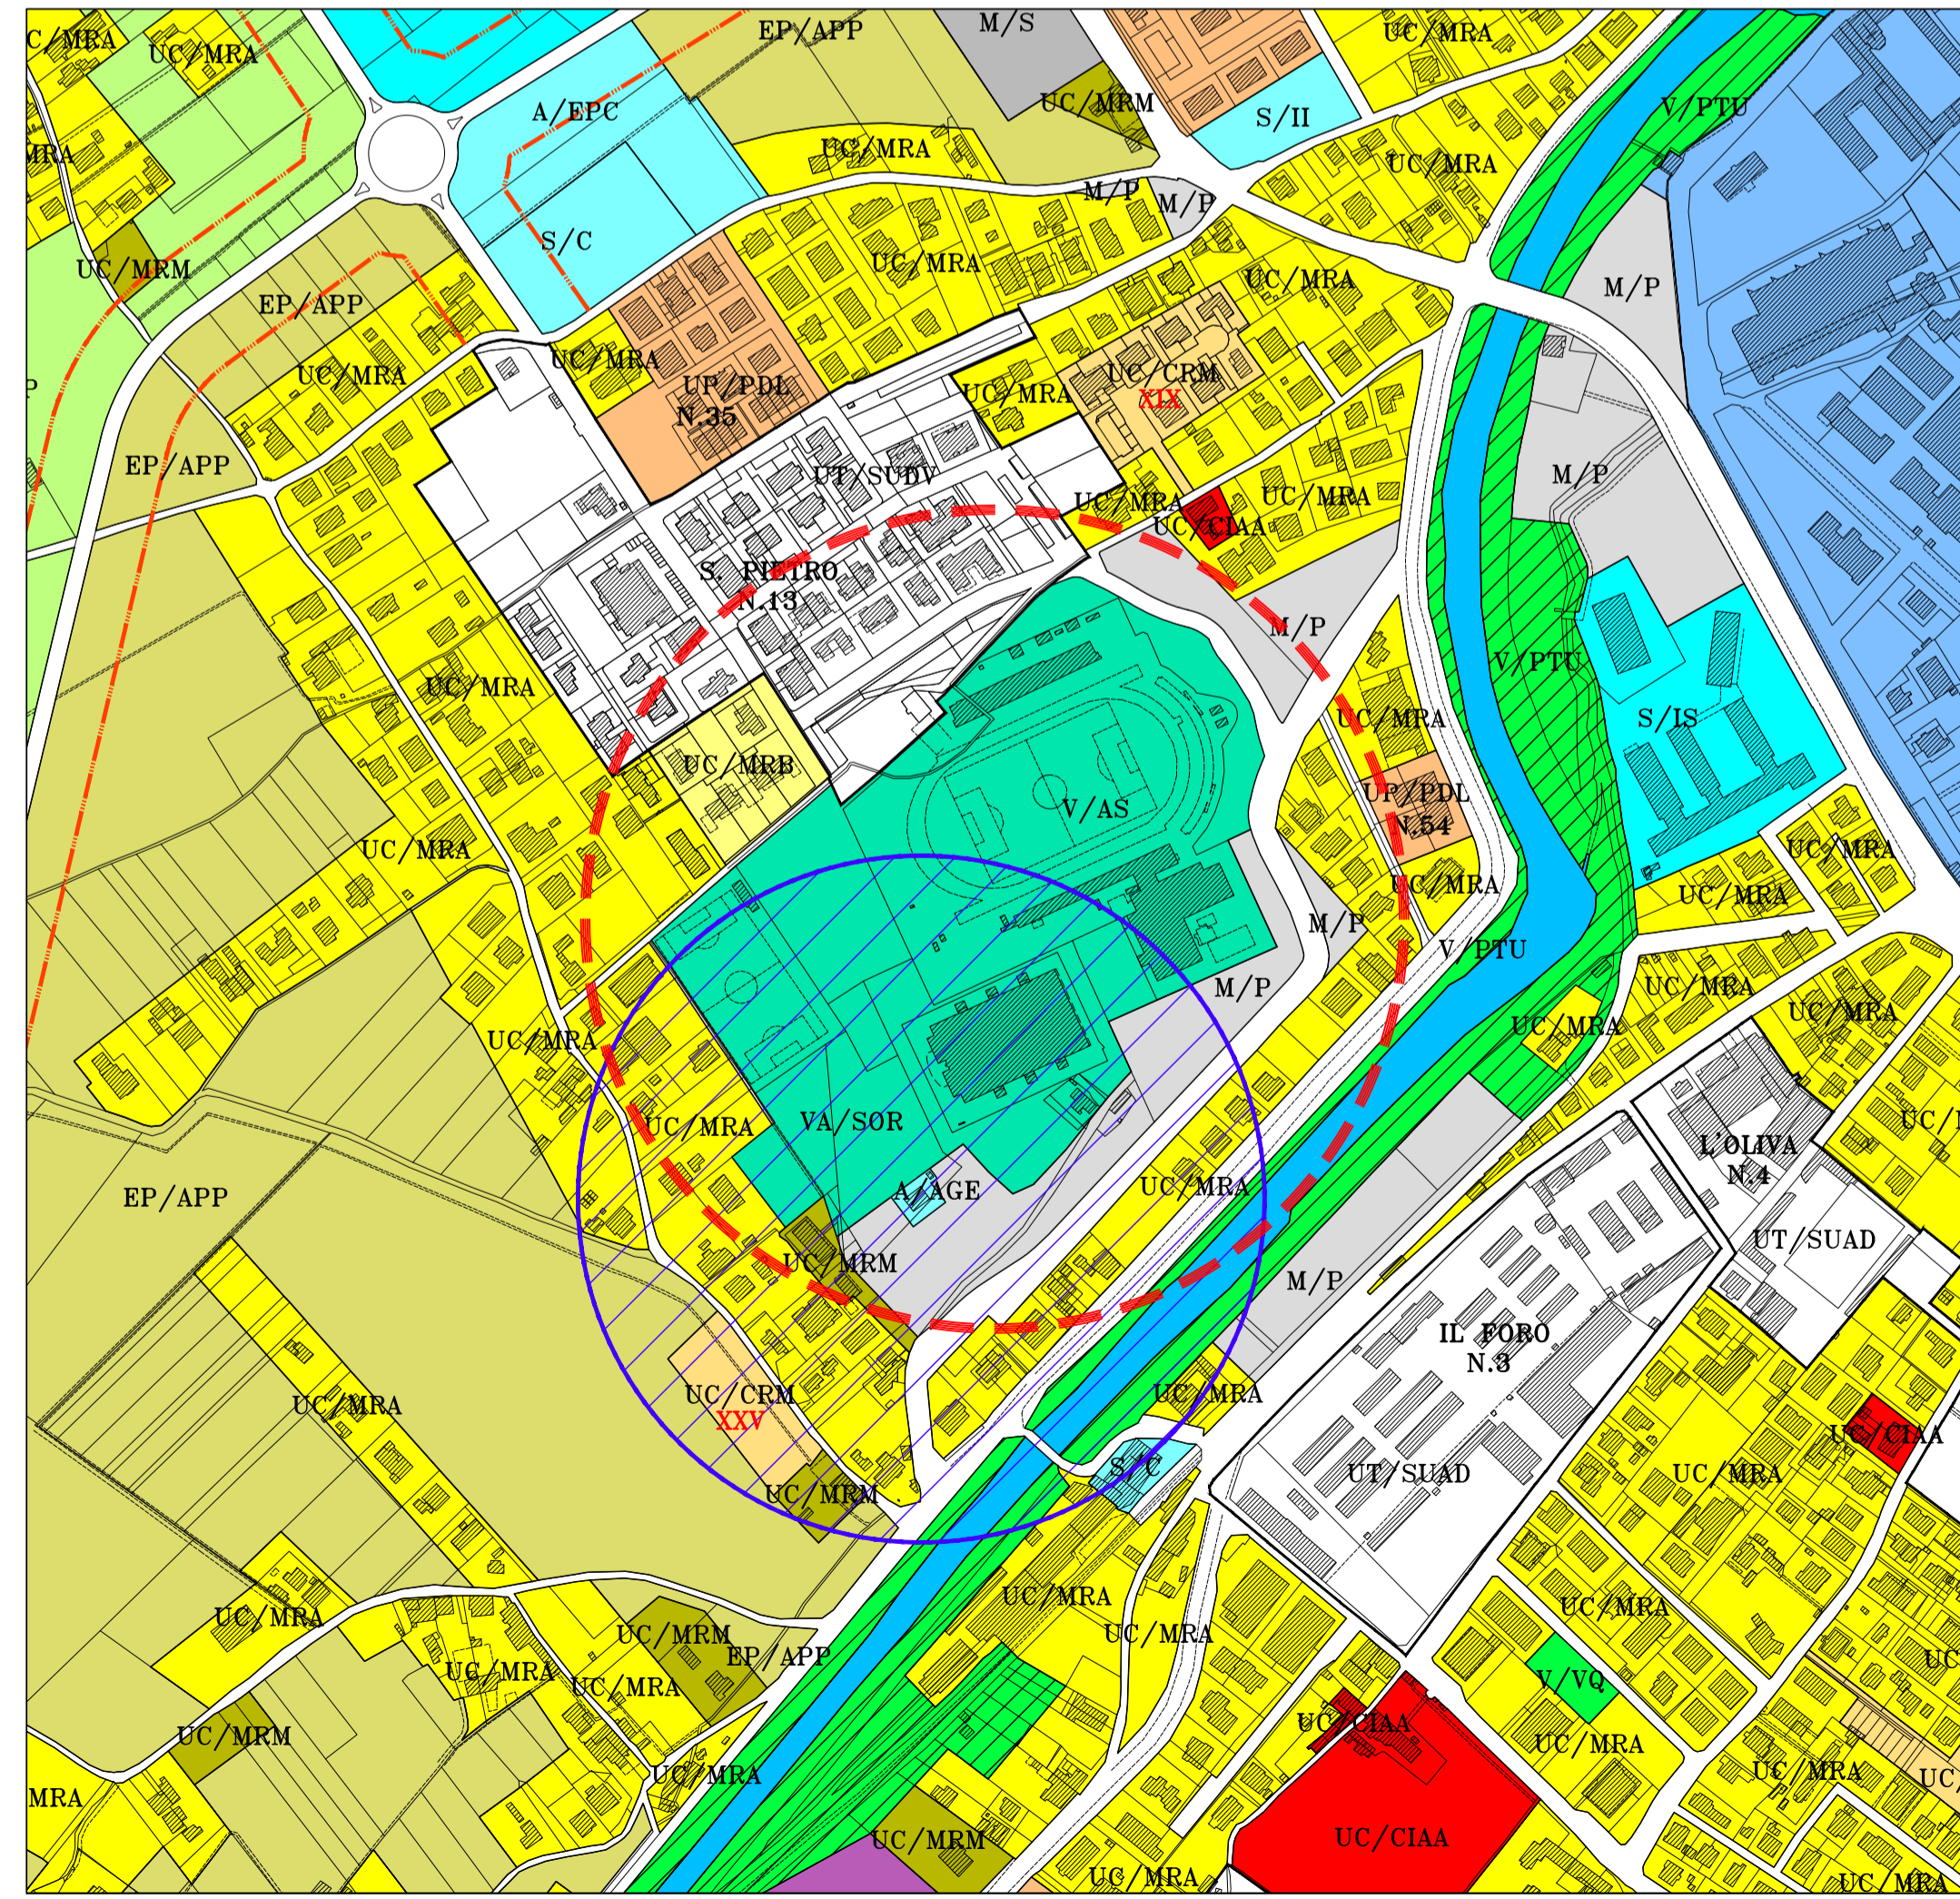 C/MRA
UC/MRA
EP/APP
M/S
UC/MRA
A/EPC
UC/MRM
S/II
V/PTU
MRA
UC/MRA
UC/MRA
M/P
M/P
S/C
UC/MRM
UC/MRA
UC/MRA
M/P
EP/APP
UC/MRA
UC/MRA
UP/PDL
N.35
UC/MRA
UC/CRM
XIX
P
EP/APP
UT/SUDV
M/P
UC/MRA
UC/MRA
UC/CIAA
S. PIETRO
N.13
M/P
V/PTU
UC/MRA
UC/MRA
S/IS
UC/MRB
V/AS
UP/PDL
N.54
UC/MRA
UC/MRA
UC/MRA
UC/MRA
M/P
V/PTU
M/P
UC/MRA
UC/MRA
UC/MRA
UC/MRA
UC/MRA
VA/SOR
UC/
L'OLIVA
N.4
EP/APP
A/AGE
UC/MRA
UT/SUAD
UC/MRM
M/P
IL FORO
N.3
UC/MRA
UC/CRM
XXV
UC/MRA
UC/CIAA
S/C
UT/SUAD
UC/MRA
UC/MRM
UC/MRA
UC/MRA
UC/MRA
UC/MRM
UC/MRA
EP/APP
UC
UC/MRA
UC/MRA
V/VQ
UC/MRM
UC/CIAA
UC/MRA
UC/MRA
UC/MRA
UC/
MRA
UC/MRM
UC/CIAA
UC/MRA
UC/MRA